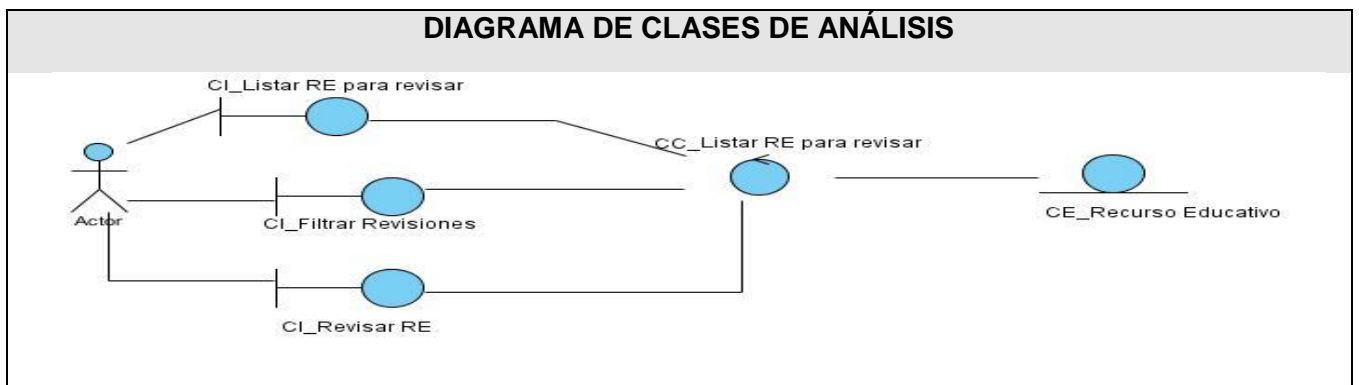 DIAGRAMA DE CLASES DE ANÁLISIS
CI_Listar RE para revisar
CC_Listar RE para revisar
Actor
CI_Filtrar Revisiones
CE_Recurso Educativo
CI_Revisar RE